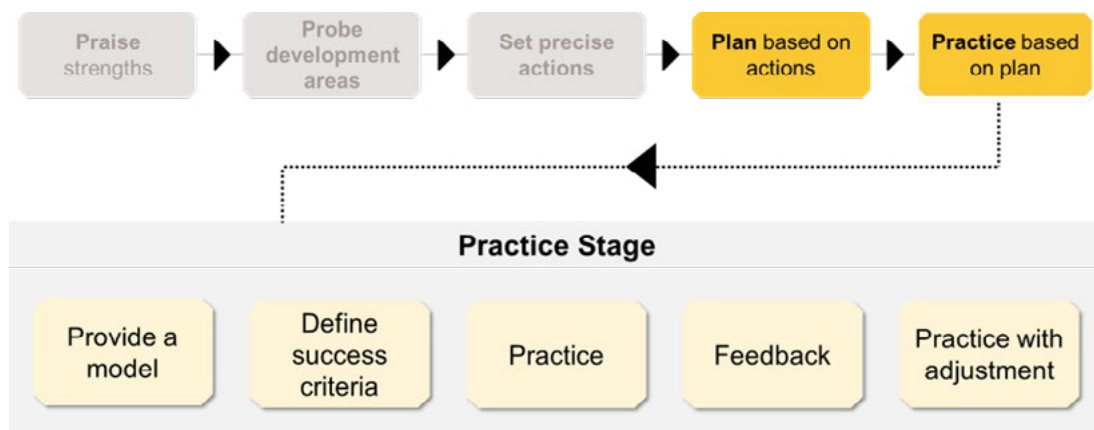 Praise
strengths
Probe
development
areas
Set precise
actions
Plan based on
actions
Practice based
on plan
Practice Stage
Provide a
model
Define
success
criteria
Practice
Feedback
Practice with
adjustment